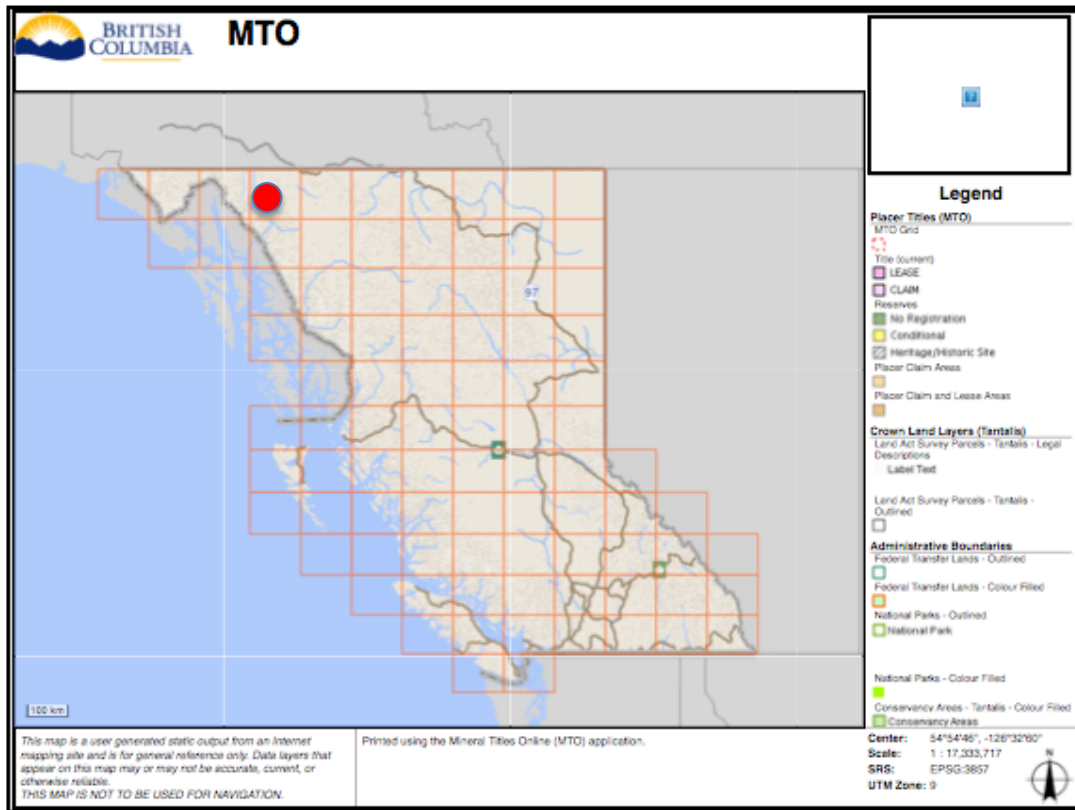 BRITISH
COLUMBIA
MTO
97
100 km
Legend
Placer Titles (MTO)
MTO Grid
Title (current)
LEASE
CLAIM
Reserves
No Registration
Conditional
Heritage/Historic Site
Placer Claim Areas
Placer Claim and Lease Areas
Crown Land Layers (Tantalis)
Land Act Survey Parcels - Tantalis - Legal
Descriptions
Label Text
Land Act Survey Parcels - Tantalis -
Outlined
Administrative Boundaries
Federal Transfer Lands - Outlined
Federal Transfer Lands - Colour Filled
National Parks - Outlined
National Park
National Parks - Colour Filled
Conservancy Areas - Tantalis - Colour Filled
Conservancy Areas
This map is a user generated static output from an Internet
mapping site and is for general reference only. Data layers that
appear on this map may or may not be accurate, current, or
otherwise reliable.
THIS MAP IS NOT TO BE USED FOR NAVIGATION.
Printed using the Mineral Titles Online (MTO) application.
Center: 54°54'46", -126°32'60"
Scale: 1 : 17,333,717
SRS: EPSG:3857
UTM Zone: 9
N